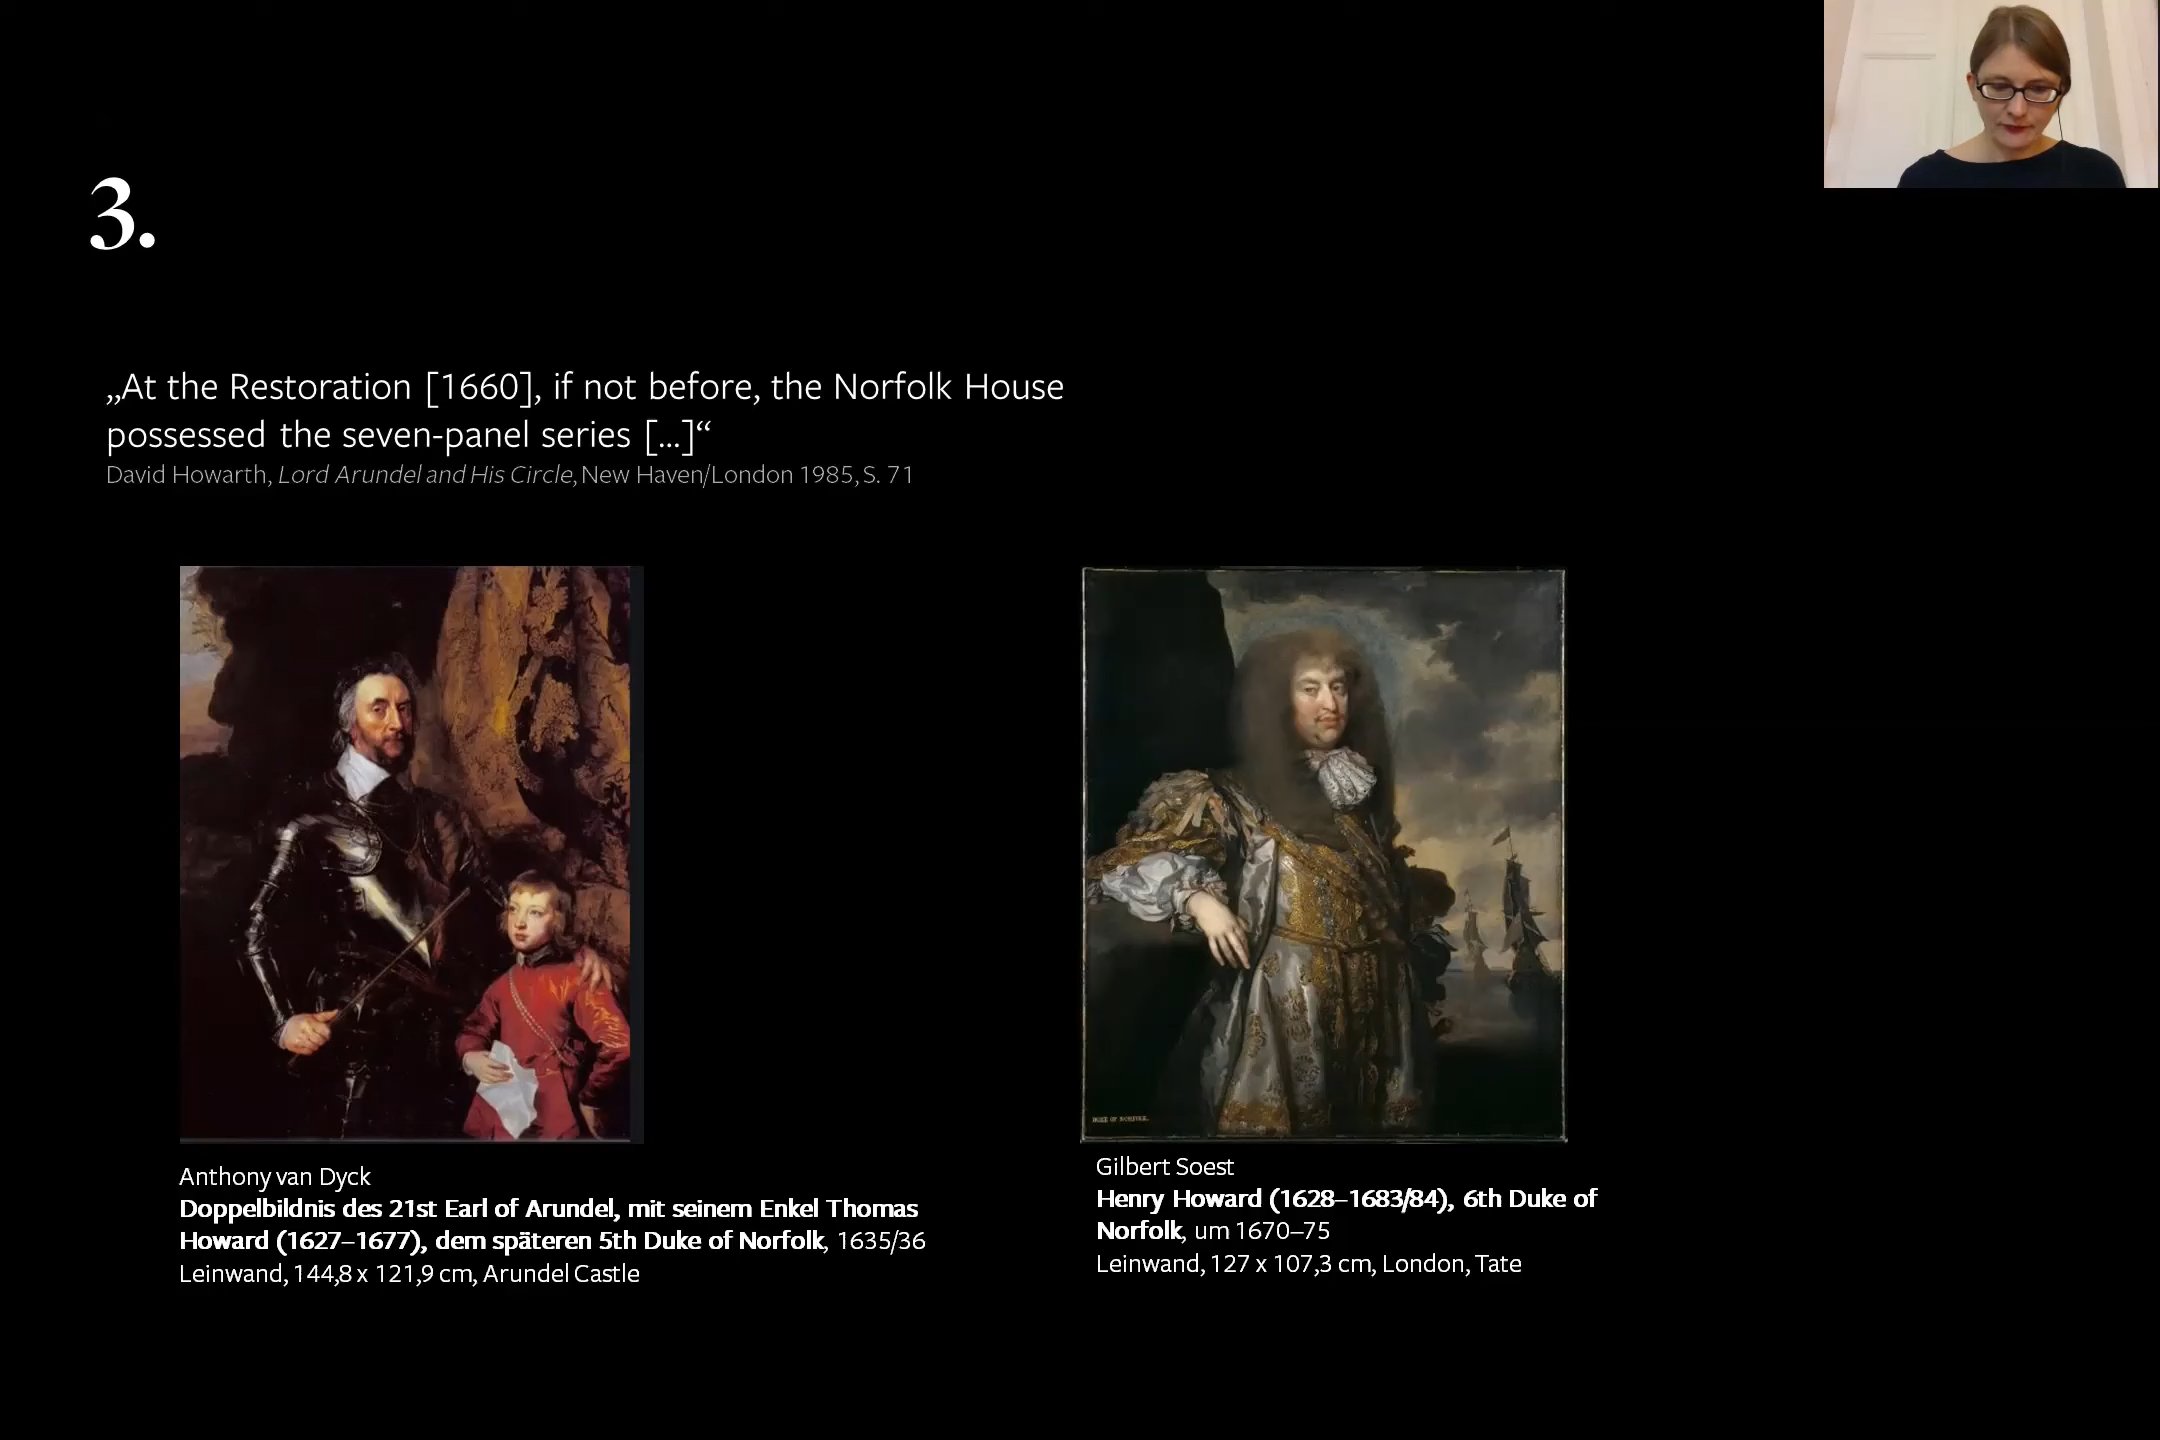 3.
„At the Restoration [1660], if not before, the Norfolk House
possessed the seven-panel series [...]“
David Howarth, Lord Arundel and His Circle, New Haven/London 1985, S. 71
DUKE OF NORFOLK.
Anthony van Dyck
Doppelbildnis des 21st Earl of Arundel, mit seinem Enkel Thomas
Howard (1627–1677), dem späteren 5th Duke of Norfolk, 1635/36
Leinwand, 144,8 x 121,9 cm, Arundel Castle
Gilbert Soest
Henry Howard (1628–1683/84), 6th Duke of
Norfolk, um 1670–75
Leinwand, 127 x 107,3 cm, London, Tate